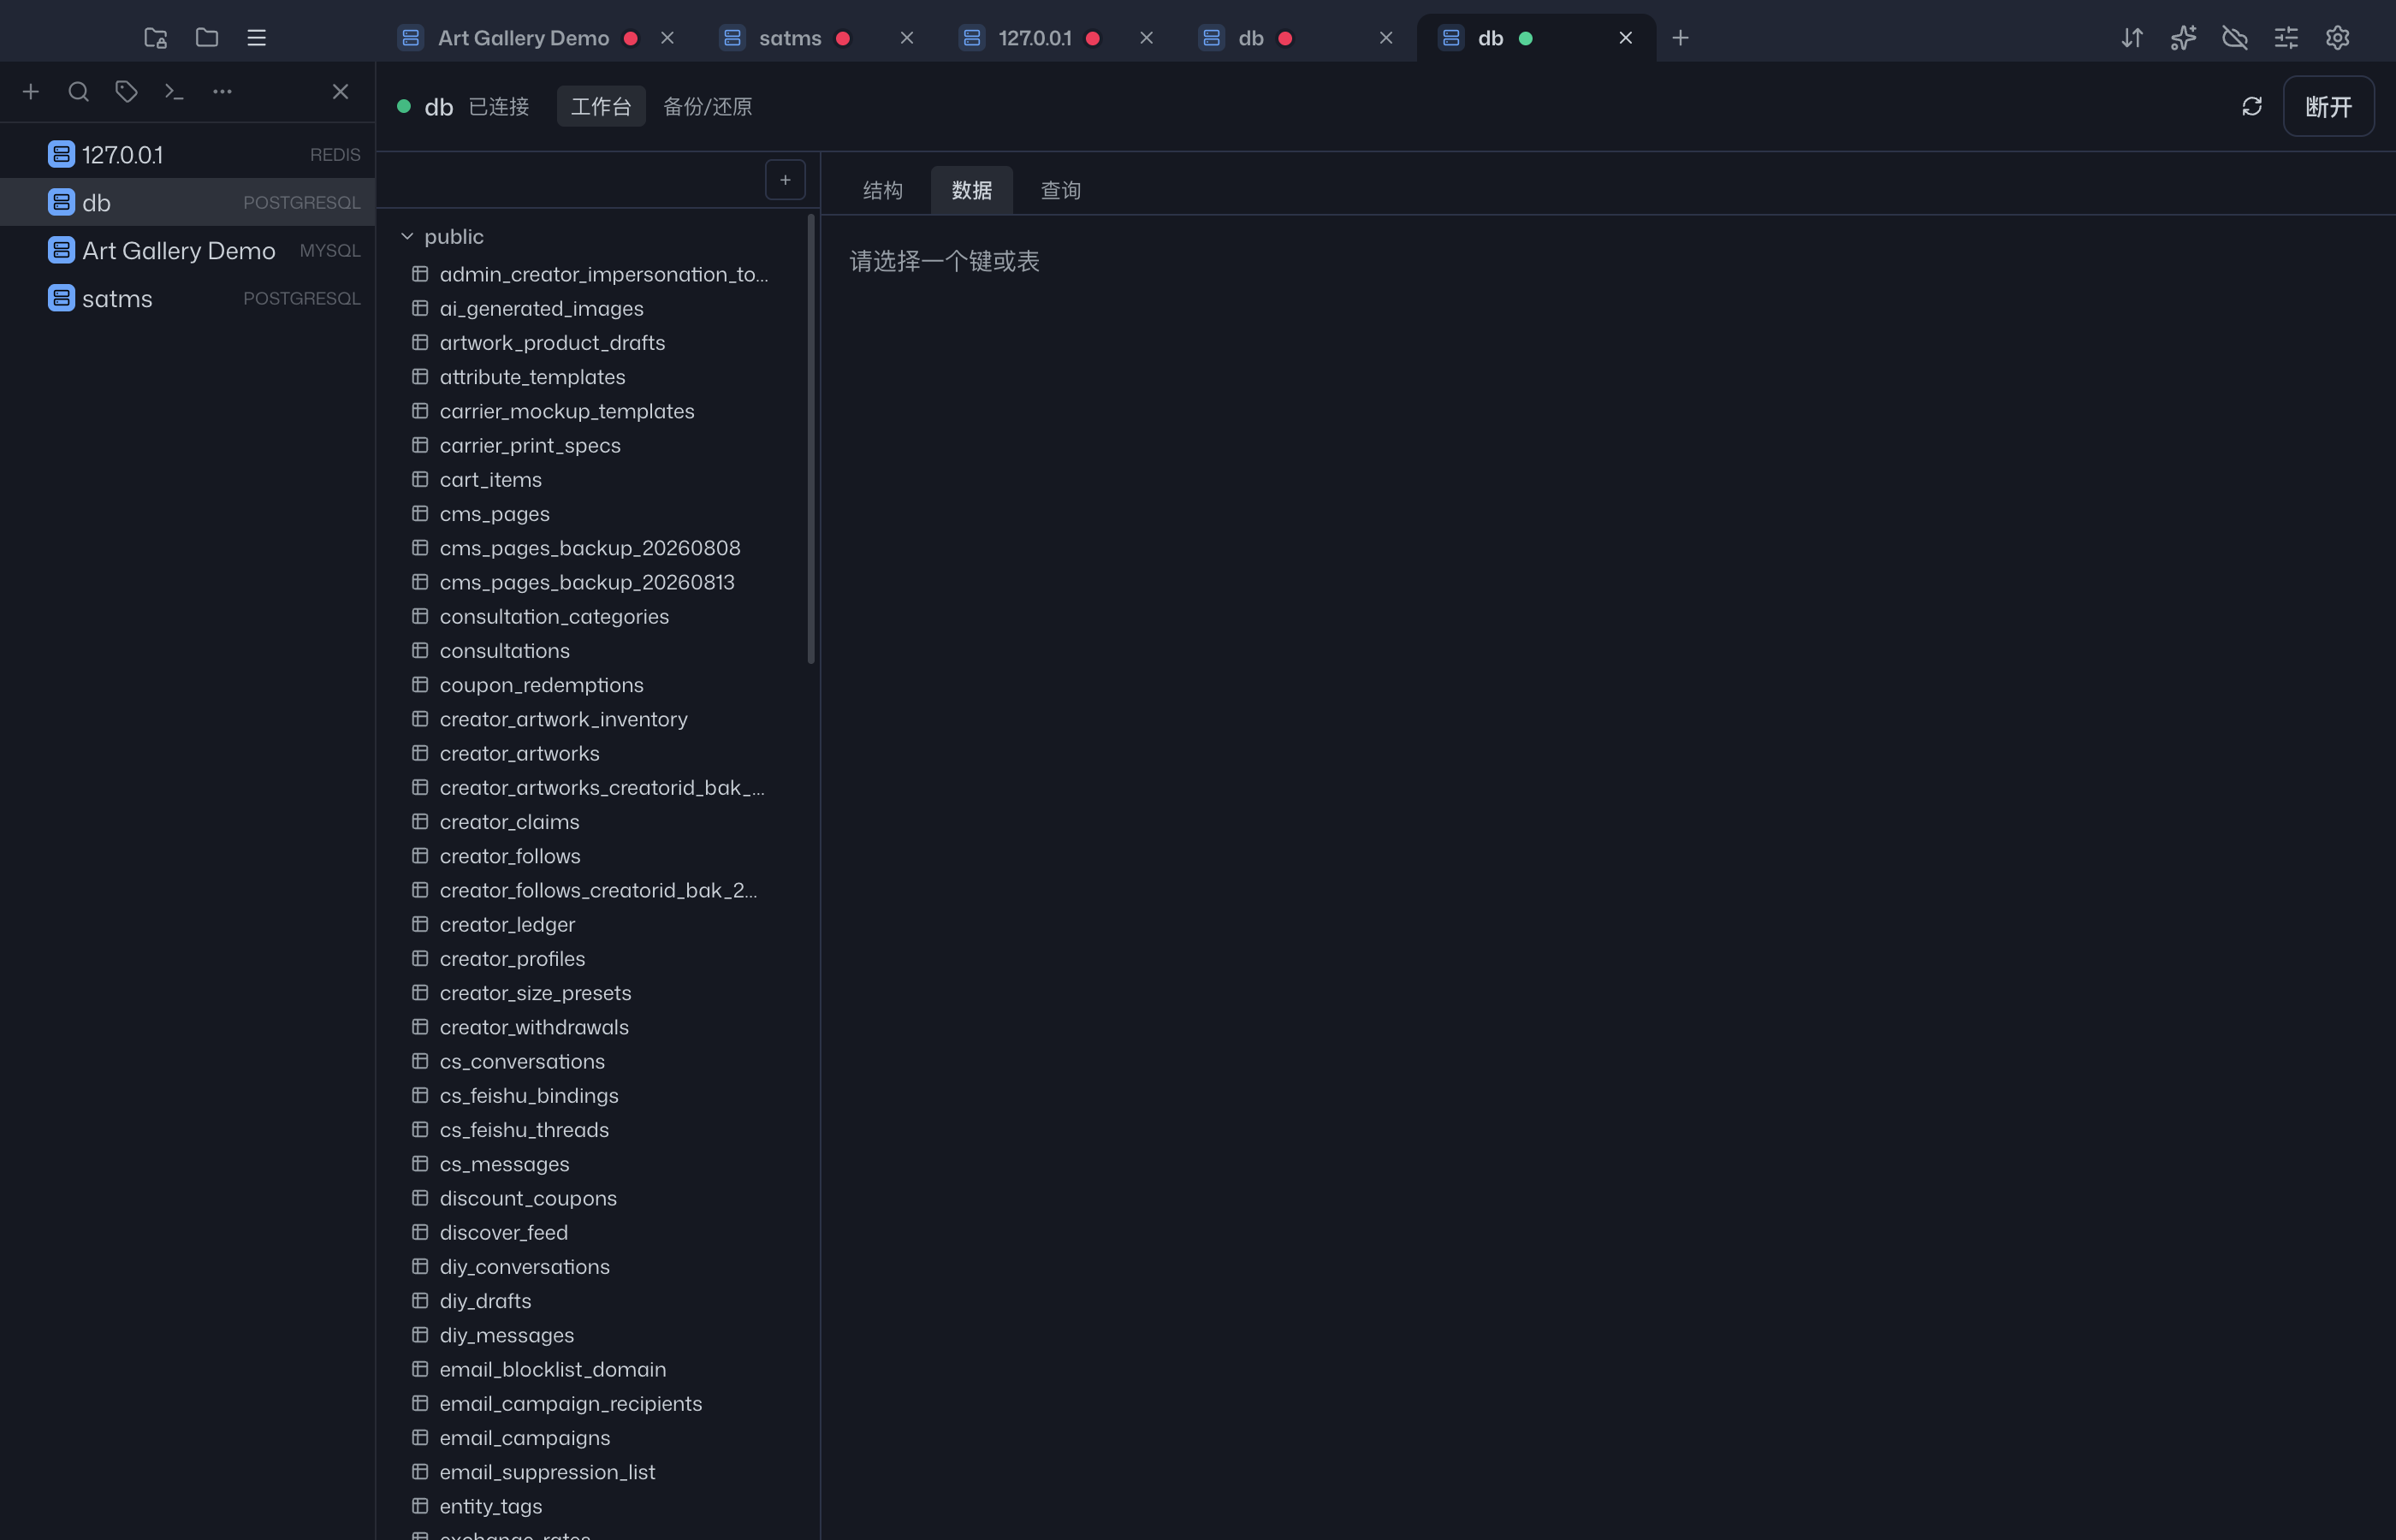 Art Gallery Demo
satms
127.0.0.1
db
db
127.0.0.1 REDIS
db POSTGRESQL
Art Gallery Demo MYSQL
satms POSTGRESQL
db 已连接 工作台 备份/还原
断开
public
admin_creator_impersonation_to...
ai_generated_images
artwork_product_drafts
attribute_templates
carrier_mockup_templates
carrier_print_specs
cart_items
cms_pages
cms_pages_backup_20260808
cms_pages_backup_20260813
consultation_categories
consultations
coupon_redemptions
creator_artwork_inventory
creator_artworks
creator_artworks_creatorid_bak_...
creator_claims
creator_follows
creator_follows_creatorid_bak_2...
creator_ledger
creator_profiles
creator_size_presets
creator_withdrawals
cs_conversations
cs_feishu_bindings
cs_feishu_threads
cs_messages
discount_coupons
discover_feed
diy_conversations
diy_drafts
diy_messages
email_blocklist_domain
email_campaign_recipients
email_campaigns
email_suppression_list
entity_tags
exchange_rates
结构 数据 查询
请选择一个键或表